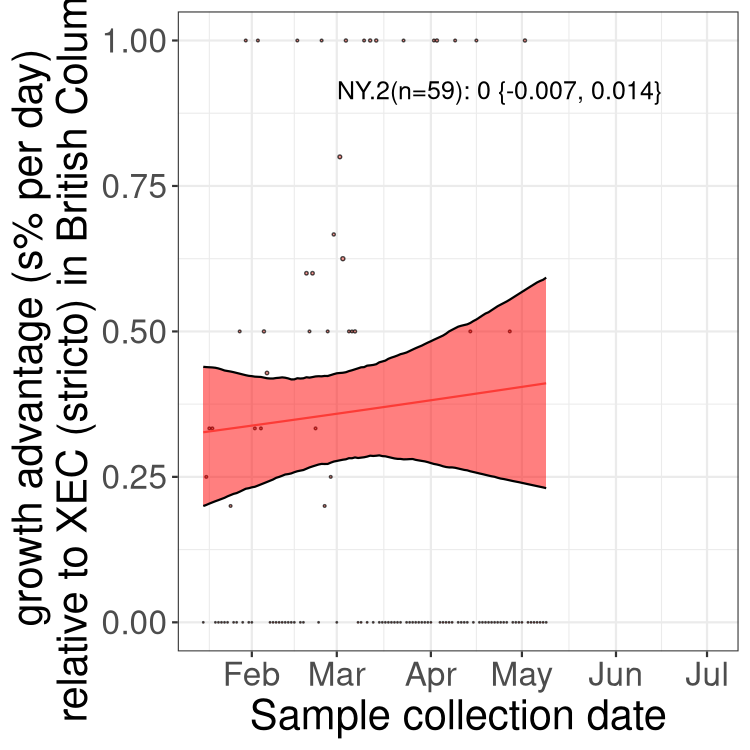 growth advantage (s% per day)
relative to XEC (stricto) in British Colum
1.00
0.75
0.50
0.25
0.00
NY.2(n=59): 0 {-0.007, 0.014}
Feb Mar Apr May Jun Jul
Sample collection date